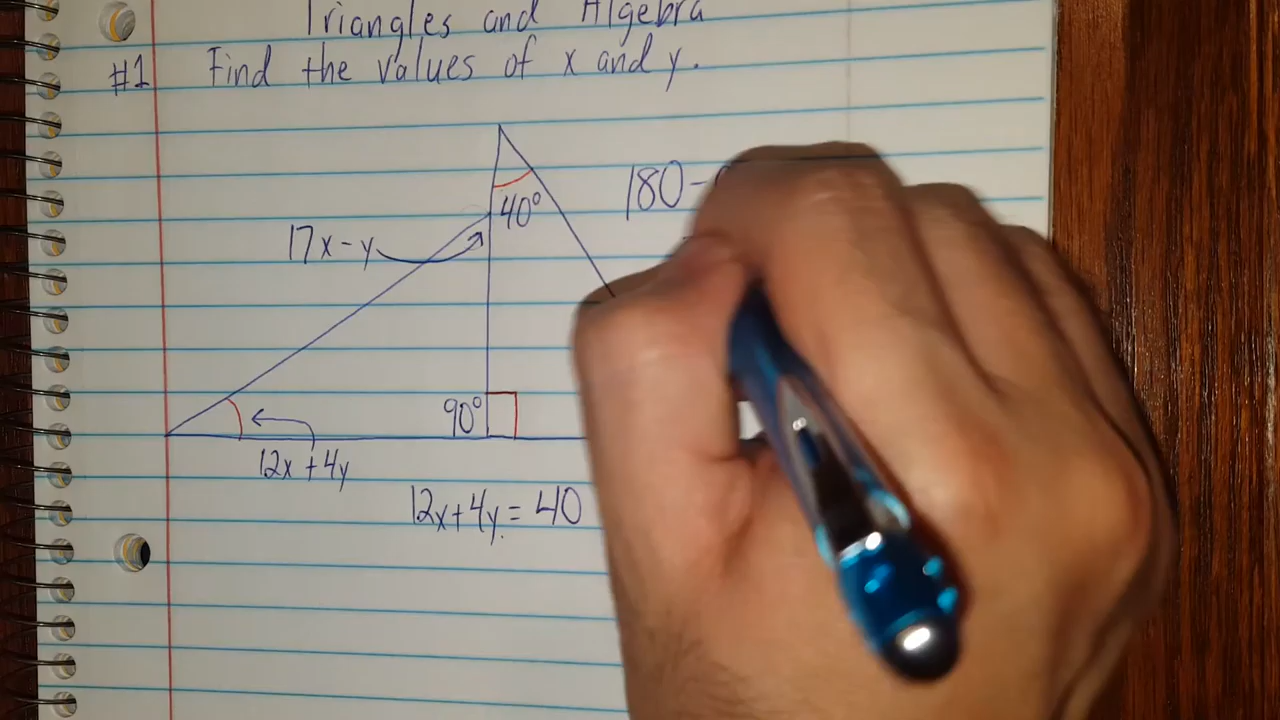 Triangles and Algebra
#1 Find the values of x and y.
40°
180-
17x-y
90°
12x+4y
12x+4y=40